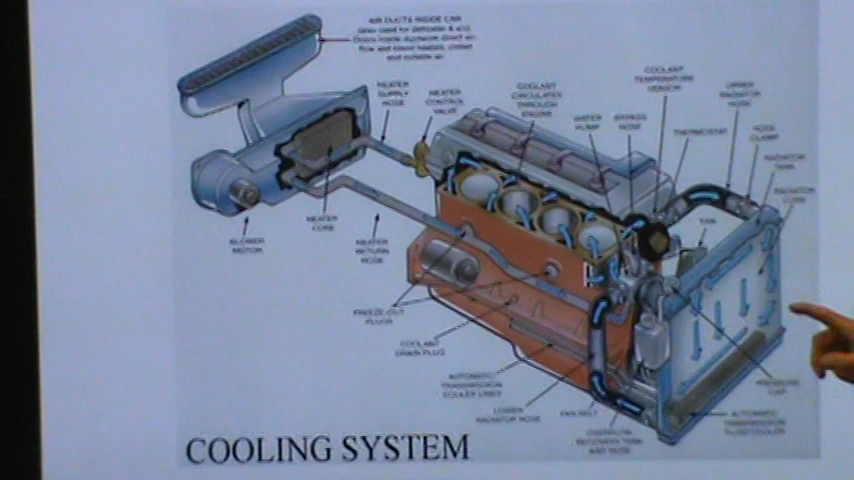 AIR DUCTS INSIDE CAR
HEATER
SUPPLY
HOSE
HEATER
CONTROL
VALVE
COOLANT
CIRCULATES
THROUGH
ENGINE
COOLANT
TEMPERATURE
SENSOR
UPPER
RADIATOR
HOSE
WATER
PUMP
BYPASS
HOSE
THERMOSTAT
HOSE
CLAMP
RADIATOR
TANK
RADIATOR
CORE
FAN
BLOWER
MOTOR
HEATER
CORE
HEATER
RETURN
HOSE
FREEZE-OUT
PLUGS
COOLANT
DRAIN PLUG
AUTOMATIC
TRANSMISSION
COOLER LINES
LOWER
RADIATOR HOSE
FAN BELT
OVERFLOW
RECOVERY TANK
AND HOSE
PRESSURE
CAP
AUTOMATIC
TRANSMISSION
FLUID COOLER
COOLING SYSTEM